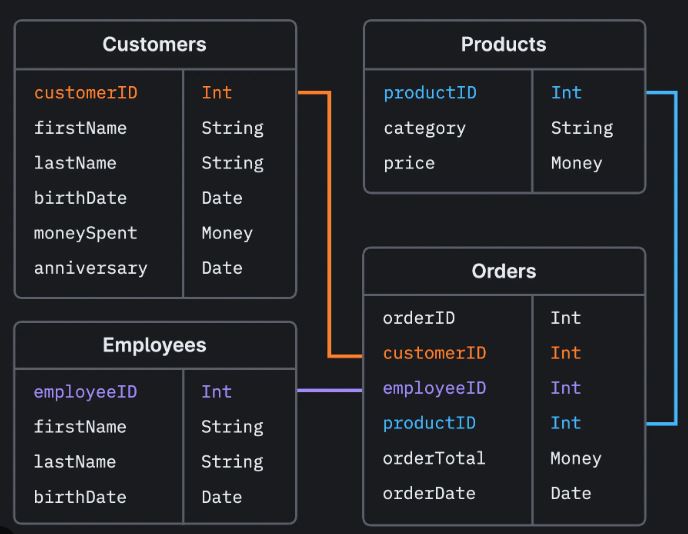 Customers
customerID Int
firstName String
lastName String
birthDate Date
moneySpent Money
anniversary Date
Products
productID Int
category String
price Money
Employees
employeeID Int
firstName String
lastName String
birthDate Date
Orders
orderID Int
customerID Int
employeeID Int
productID Int
orderTotal Money
orderDate Date